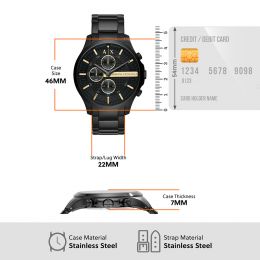 CREDIT / DEBIT CARD
Case
Size
46MM
A|X
54mm
1234 5678 9098
CARD HOLDER NAME
Strap/Lug Width
22MM
Case Thickness
7MM
Case Material
Stainless Steel
Strap Material
Stainless Steel